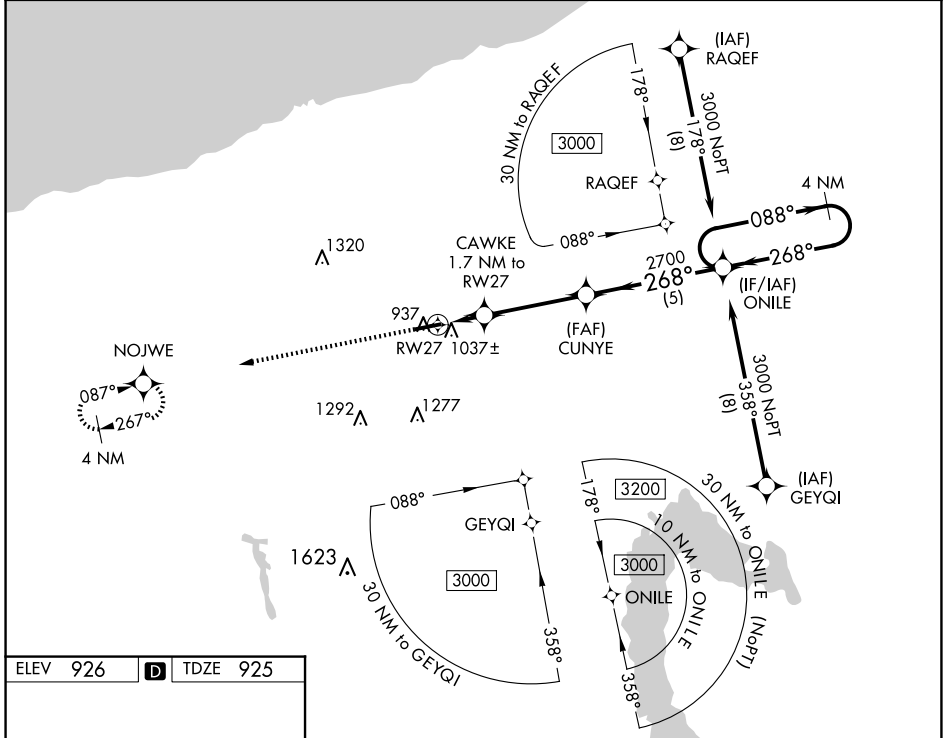 (IAF)
RAQEF
30 NM to RAQEF
178°
3000
RAQEF
088°
3000 NoPT
178°
(8)
4 NM
088°
268°
(IF/IAF)
ONILE
2700
268°
(5)
CAWKE
1.7 NM to
RW27
(FAF)
CUNYE
1320
937
RW27
1037±
NOJWE
087°
267°
4 NM
1292
1277
3000 NoPT
358°
(8)
(IAF)
GEYQI
088°
GEYQI
3000
358°
30 NM to GEYQI
1623
178°
3200
30 NM to ONILE (NoPT)
10 NM to ONILE
3000
ONILE
358°
ELEV 926 D TDZE 925